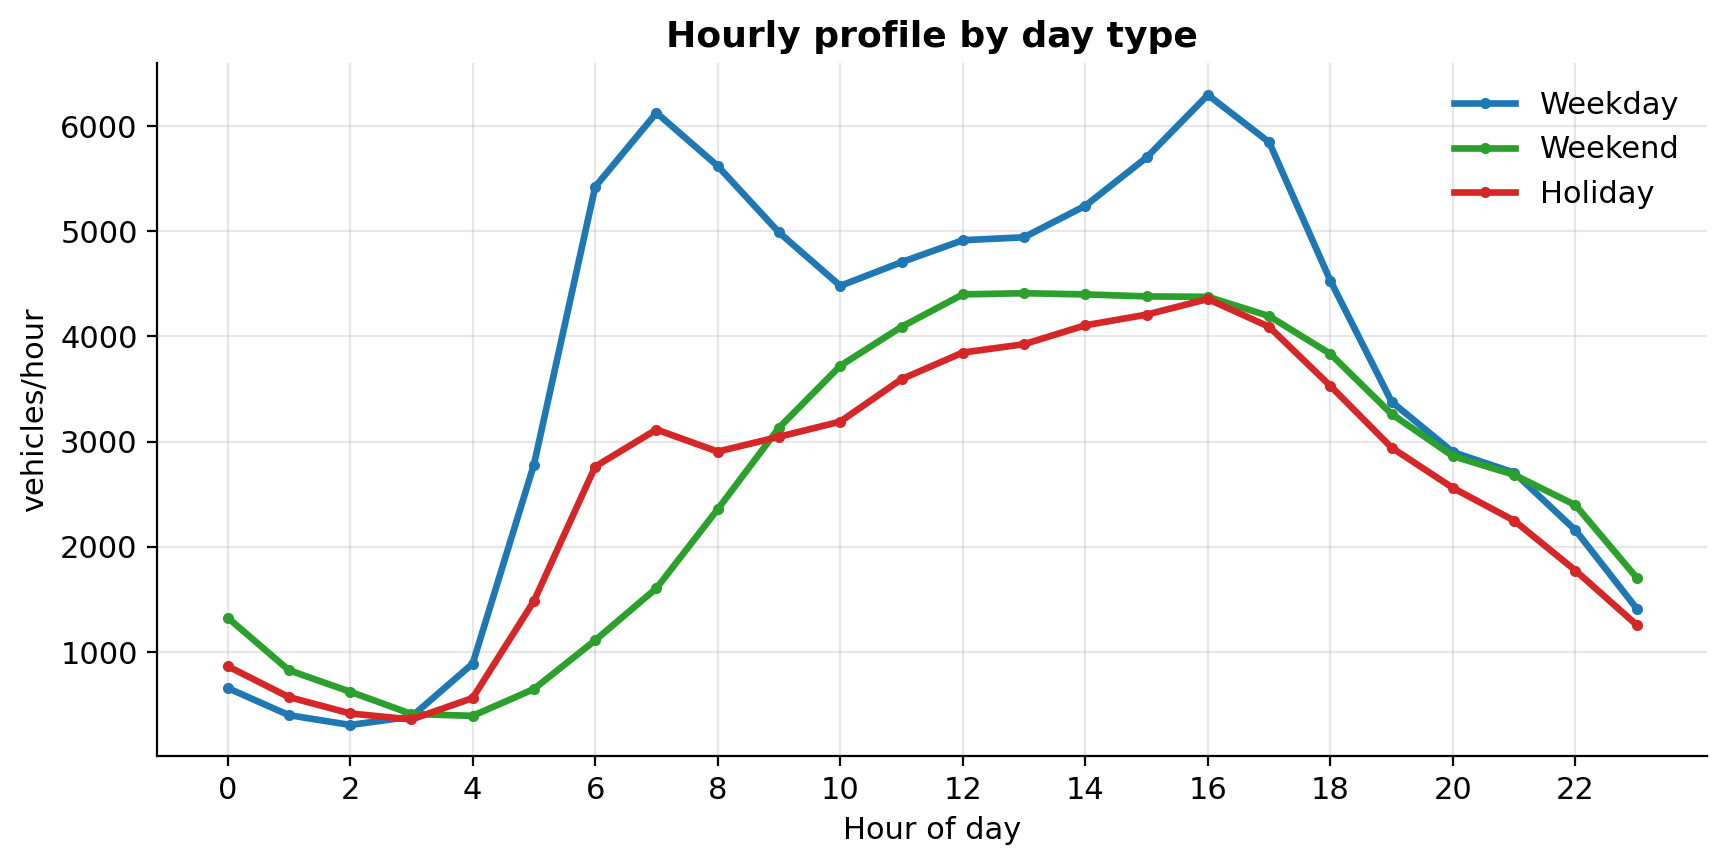 Hourly profile by day type
Weekday
Weekend
Holiday
6000
5000
4000
3000
2000
1000
vehicles/hour
0 2 4 6 8 10 12 14 16 18 20 22
Hour of day